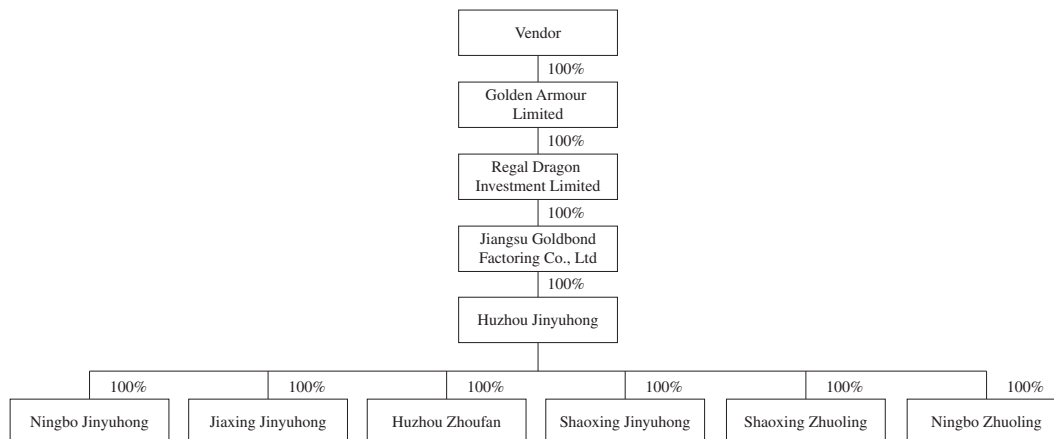 Vendor
100%
Golden Armour
Limited
100%
Regal Dragon
Investment Limited
100%
Jiangsu Goldbond
Factoring Co., Ltd
100%
Huzhou Jinyuhong
100% 100% 100% 100% 100% 100%
Ningbo Jinyuhong Jiaxing Jinyuhong Huzhou Zhoufan Shaoxing Jinyuhong Shaoxing Zhuoling Ningbo Zhuoling